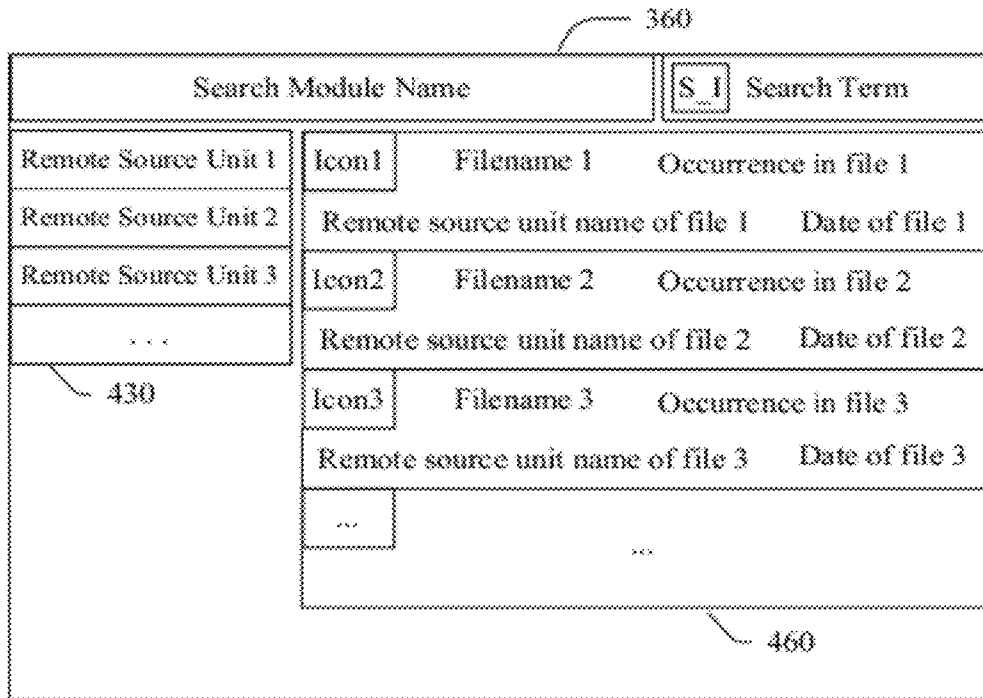 360
Search Module Name
S_I Search Term
Remote Source Unit 1
Remote Source Unit 2
Remote Source Unit 3
. . .
430
Icon1 Filename 1 Occurrence in file 1
Remote source unit name of file 1 Date of file 1
Icon2 Filename 2 Occurrence in file 2
Remote source unit name of file 2 Date of file 2
Icon3 Filename 3 Occurrence in file 3
Remote source unit name of file 3 Date of file 3
...
...
460